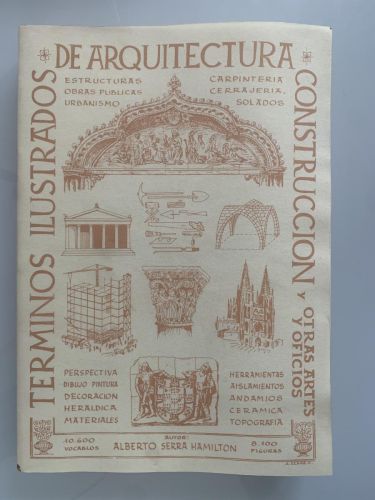 TERMINOS ILUSTRADOS
DE ARQUITECTURA
CONSTRUCCION Y
OTRAS ARTES
Y OFICIOS
ESTRUCTURAS
OBRAS PUBLICAS
URBANISMO
CARPINTERIA
CERRAJERIA,
SOLADOS
PERSPECTIVA
DIBUJO PINTURA
DECORACION
HERALDICA
MATERIALES
HERRAMIENTAS
AISLAMIENTOS
ANDAMIOS
CERAMICA
TOPOGRAFIA
10.600
VOCABLOS
AUTOR:
ALBERTO SERRA HAMILTON
8.100
FIGURAS